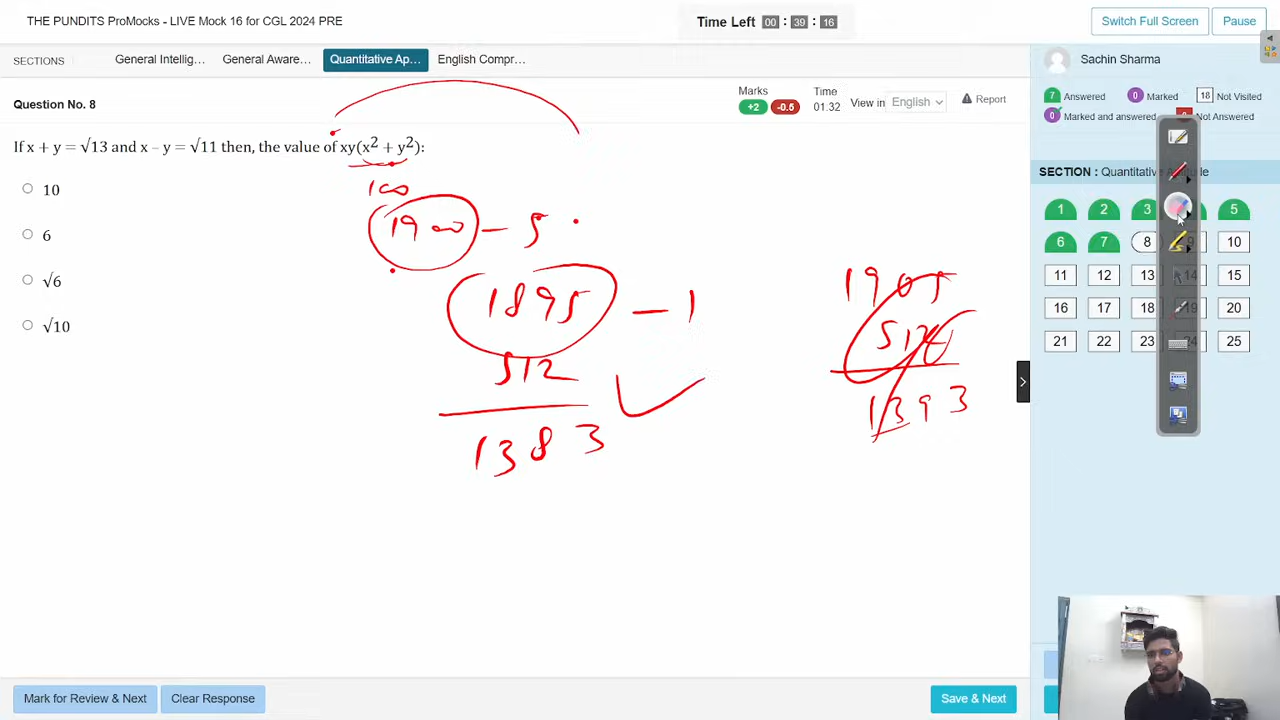 THE PUNDITS ProMocks - LIVE Mock 16 for CGL 2024 PRE
Time Left 00 : 39 : 16
Switch Full Screen
Pause
SECTIONS
General Intellig...
General Aware...
Quantitative Ap...
English Compr...
Sachin Sharma
Question No. 8
Marks
+2 -0.5
Time
01.32
View in English
Report
7 Answered
0 Marked
18 Not Visited
0 Marked and answered
Not Answered
If x + y = √13 and x – y = √11 then, the value of xy(x² + y²):
10
6
√6
√10
100
1900 - 5
1895 - 1
512
1383
1905
512
1393
SECTION : Quantitative
1 2 3 5
6 7 8 9 10
11 12 13 14 15
16 17 18 19 20
21 22 23 24 25
Mark for Review & Next
Clear Response
Save & Next